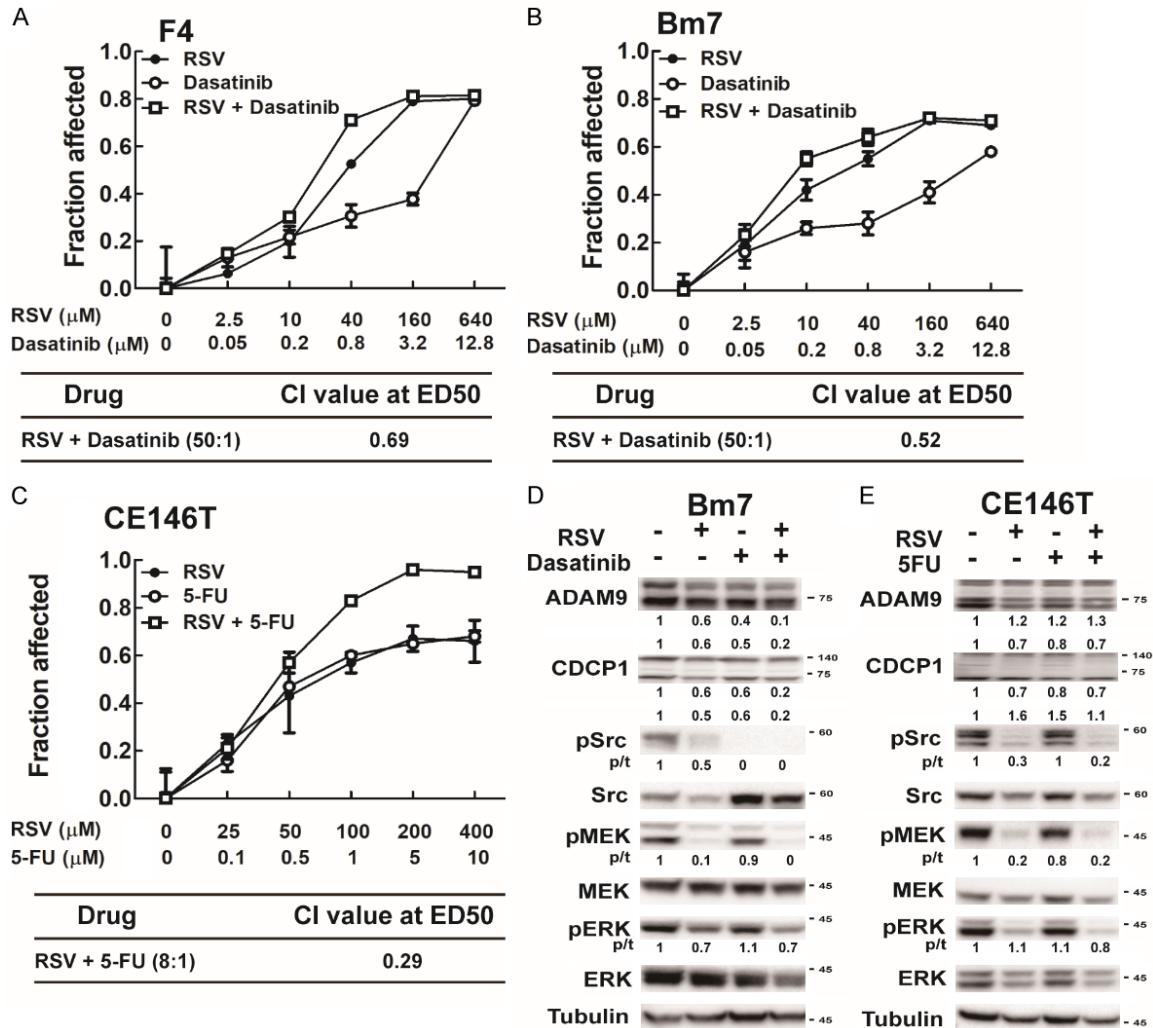 A
F4
RSV
Dasatinib
RSV + Dasatinib
Fraction affected
1.0
0.8
0.6
0.4
0.2
0.0
RSV (μM) 0 2.5 10 40 160 640
Dasatinib (μM) 0 0.05 0.2 0.8 3.2 12.8
Drug CI value at ED50
RSV + Dasatinib (50:1) 0.69
B
Bm7
RSV
Dasatinib
RSV + Dasatinib
Fraction affected
1.0
0.8
0.6
0.4
0.2
0.0
RSV (μM) 0 2.5 10 40 160 640
Dasatinib (μM) 0 0.05 0.2 0.8 3.2 12.8
Drug CI value at ED50
RSV + Dasatinib (50:1) 0.52
C
CE146T
RSV
5-FU
RSV + 5-FU
Fraction affected
1.0
0.8
0.6
0.4
0.2
0.0
RSV (μM) 0 25 50 100 200 400
5-FU (μM) 0 0.1 0.5 1 5 10
Drug CI value at ED50
RSV + 5-FU (8:1) 0.29
D
Bm7
RSV - + - +
Dasatinib - - + +
ADAM9 - 75
1 0.6 0.4 0.1
1 0.6 0.5 0.2
CDCP1 - 140
- 75
1 0.6 0.6 0.2
1 0.5 0.6 0.2
pSrc - 60
p/t 1 0.5 0 0
Src - 60
pMEK - 45
p/t 1 0.1 0.9 0
MEK - 45
pERK - 45
p/t 1 0.7 1.1 0.7
ERK - 45
Tubulin - 45
E
CE146T
RSV - + - +
5FU - - + +
ADAM9 - 75
1 1.2 1.2 1.3
1 0.7 0.8 0.7
CDCP1 - 140
- 75
1 0.7 0.8 0.7
1 1.6 1.5 1.1
pSrc - 60
p/t 1 0.3 1 0.2
Src - 60
pMEK - 45
p/t 1 0.2 0.8 0.2
MEK - 45
pERK - 45
p/t 1 1.1 1.1 0.8
ERK - 45
Tubulin - 45